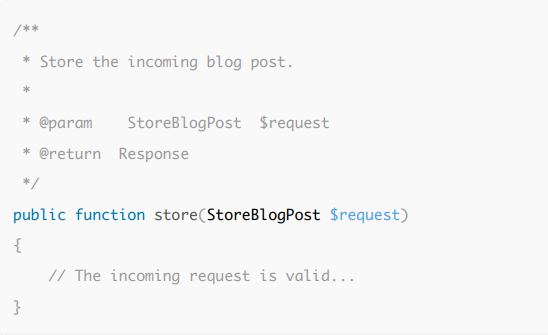 /**
 * Store the incoming blog post.
 *
 * @param    StoreBlogPost  $request
 * @return  Response
 */
public function store(StoreBlogPost $request)
{
    // The incoming request is valid...
}